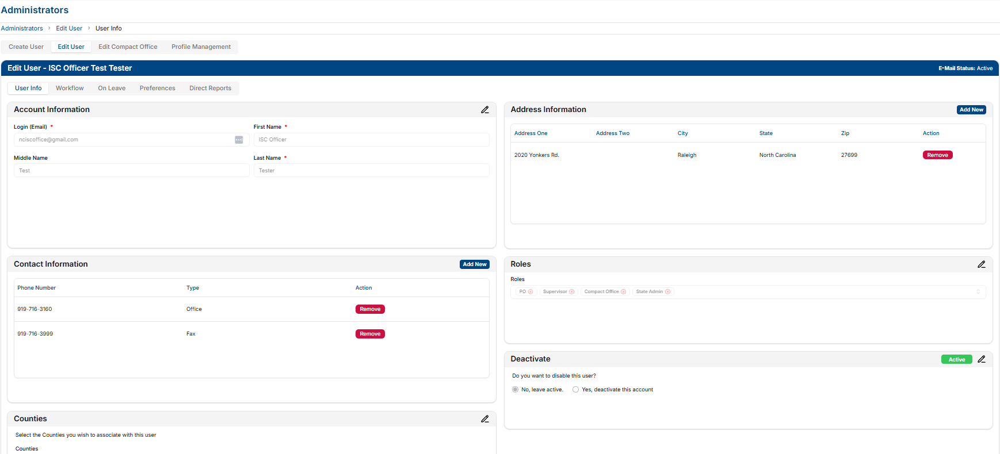 Administrators
Administrators > Edit User > User Info
Create User Edit User Edit Compact Office Profile Management
Edit User - ISC Officer Test Tester
E-Mail Status: Active
User Info Workflow On Leave Preferences Direct Reports
Account Information
Login (Email) *
First Name *
nciscoffice@gmail.com
ISC Officer
Middle Name
Last Name *
Test
Tester
Address Information
Add New
Address One Address Two City State Zip Action
2020 Yonkers Rd. Raleigh North Carolina 27699 Remove
Contact Information
Add New
Phone Number Type Action
919-716-3160 Office Remove
919-716-3999 Fax Remove
Roles
Roles
PO Supervisor Compact Office State Admin
Deactivate
Active
Do you want to disable this user?
No, leave active. Yes, deactivate this account
Counties
Select the Counties you wish to associate with this user
Counties